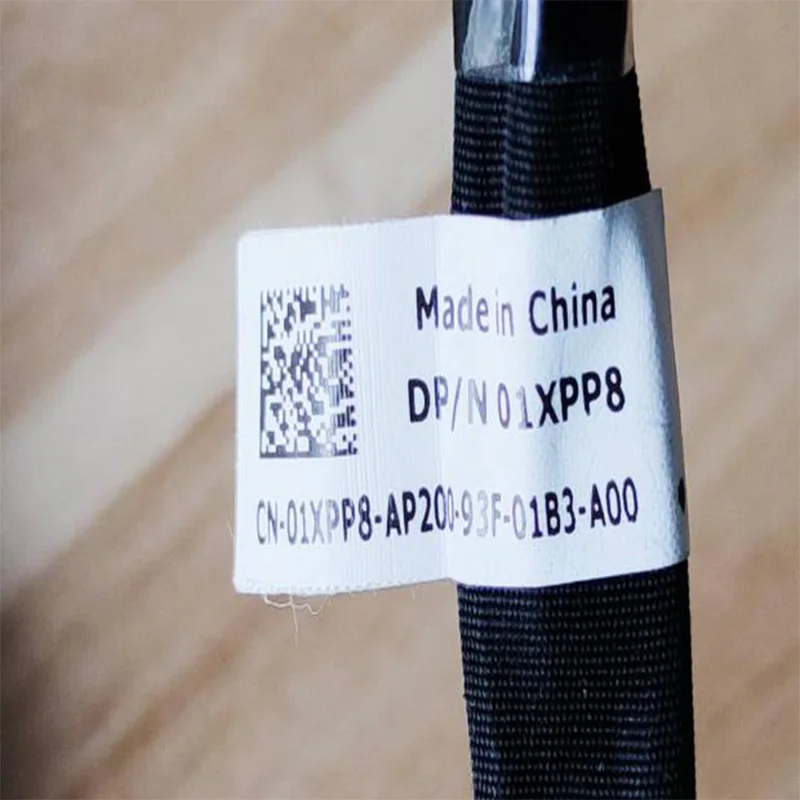 Made in China
DP/N 01XPP8
CN-01XPP8-AP200-93F-01B3-A00